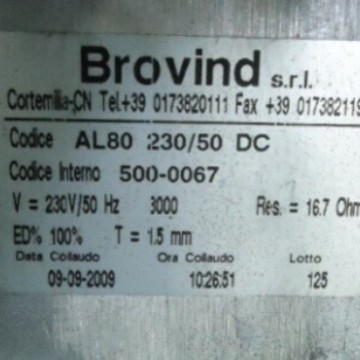 Brovind s.r.l.
Cortemilia-CN Tel.+39 0173820111 Fax +39 01738211
Codice AL80 230/50 DC
Codice Interno 500-0067
V = 230V/50 Hz 3000 Res. = 16.7 Ohm
ED% 100% T = 1.5 mm
Data Collaudo Ora Collaudo Lotto
09-09-2009 10:26:51 125